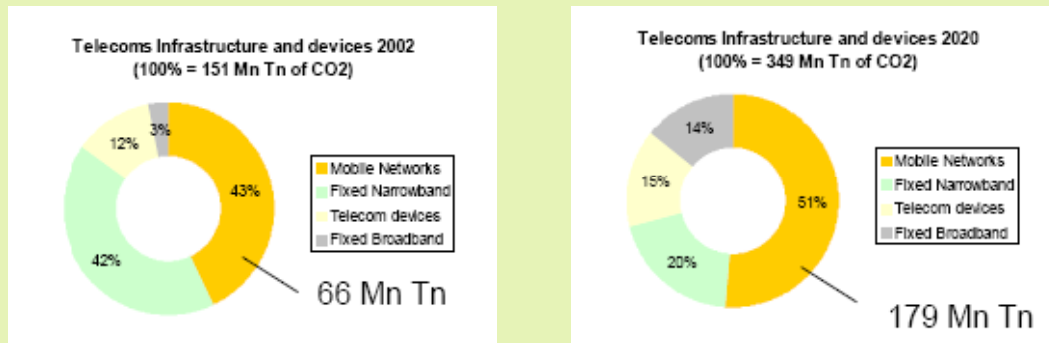 Telecoms Infrastructure and devices 2002
(100% = 151 Mn Tn of CO2)
3%
12%
43%
42%
Mobile Networks
Fixed Narrowband
Telecom devices
Fixed Broadband
66 Mn Tn
Telecoms Infrastructure and devices 2020
(100% = 349 Mn Tn of CO2)
14%
15%
51%
20%
Mobile Networks
Fixed Narrowband
Telecom devices
Fixed Broadband
179 Mn Tn